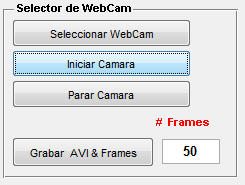 Selector de WebCam
Seleccionar WebCam
Iniciar Camara
Parar Camara
# Frames
Grabar AVI & Frames
50